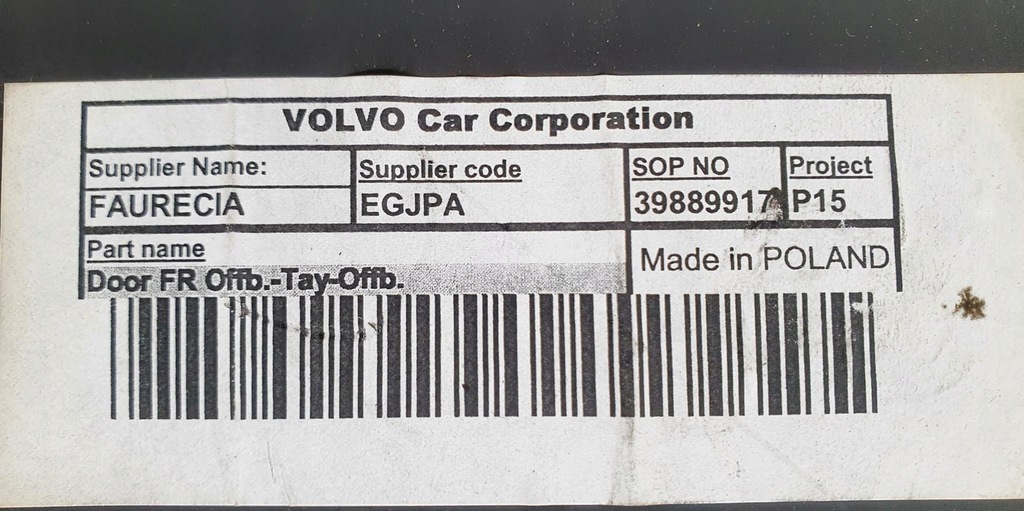 VOLVO Car Corporation
Supplier Name:
FAURECIA
Supplier code
EGJPA
SOP NO
39889917
Project
P15
Part name
Door FR Offb.-Tay-Offb.
Made in POLAND